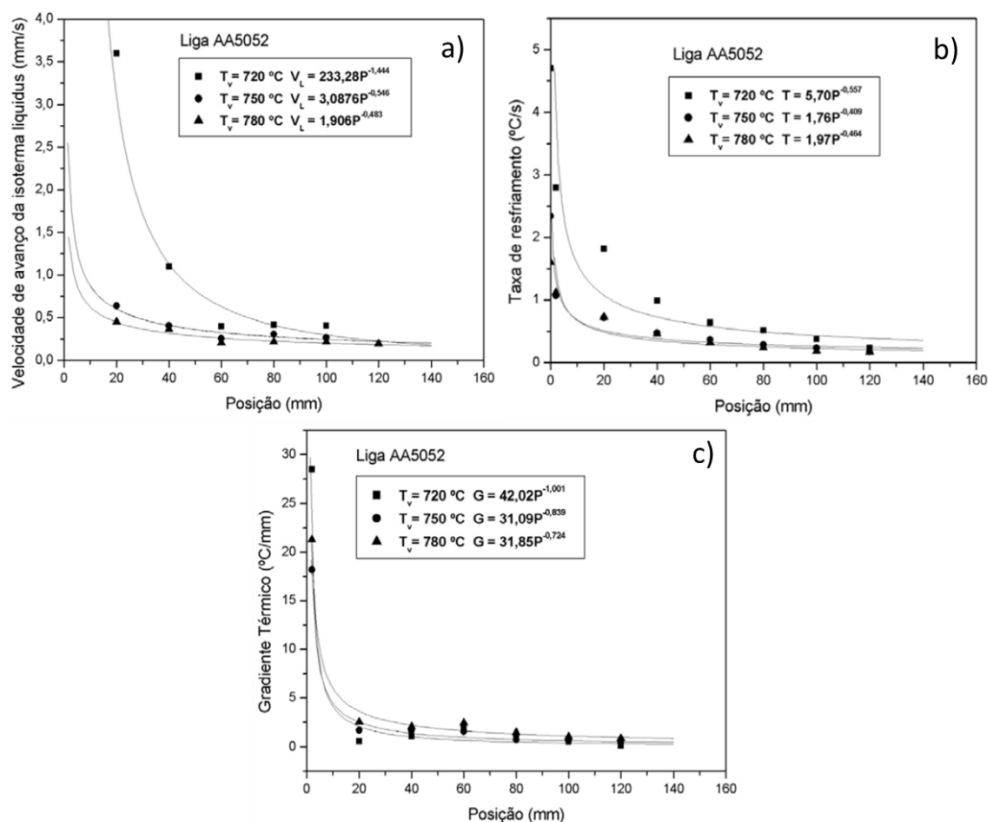 a)
Liga AA5052
Tv = 720 ºC VL = 233,28P^-1,444
Tv = 750 ºC VL = 3,0876P^-0,546
Tv = 780 ºC VL = 1,906P^-0,483
Velocidade de avanço da isoterma liquidus (mm/s)
4,0
3,5
3,0
2,5
2,0
1,5
1,0
0,5
0,0
0 20 40 60 80 100 120 140 160
Posição (mm)
b)
Liga AA5052
Tv = 720 ºC T = 5,70P^-0,557
Tv = 750 ºC T = 1,76P^-0,409
Tv = 780 ºC T = 1,97P^-0,464
Taxa de resfriamento (ºC/s)
5
4
3
2
1
0
0 20 40 60 80 100 120 140 160
Posição (mm)
c)
Liga AA5052
Tv = 720 ºC G = 42,02P^-1,001
Tv = 750 ºC G = 31,09P^-0,839
Tv = 780 ºC G = 31,85P^-0,724
Gradiente Térmico (ºC/mm)
30
25
20
15
10
5
0
0 20 40 60 80 100 120 140 160
Posição (mm)